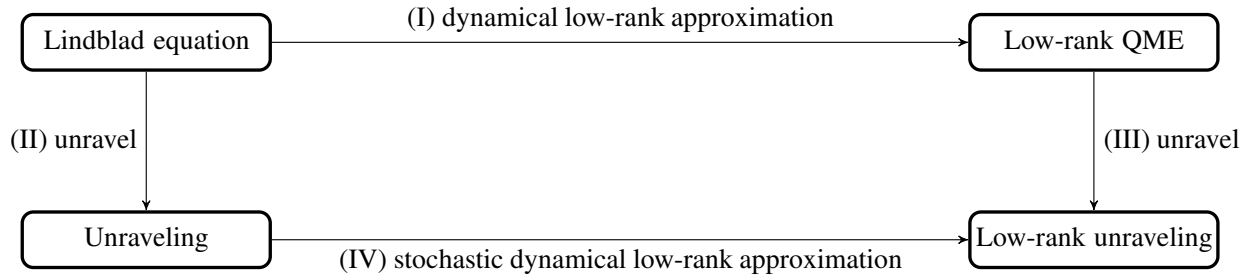 (I) dynamical low-rank approximation
Lindblad equation
Low-rank QME
(II) unravel
(III) unravel
Unraveling
Low-rank unraveling
(IV) stochastic dynamical low-rank approximation